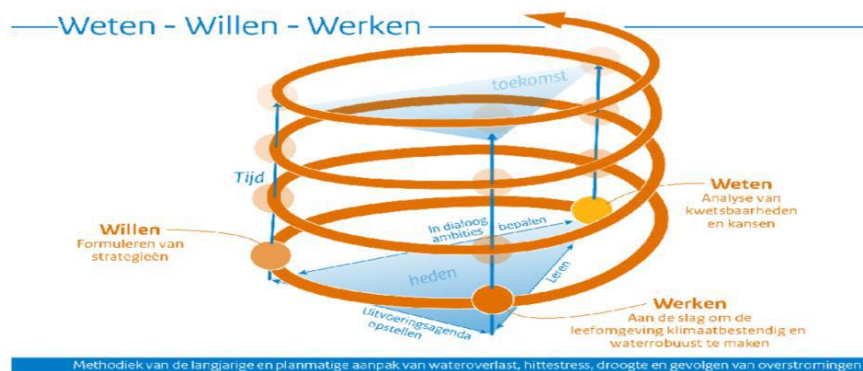 Weten - Willen - Werken
toekomst
Tijd
Weten
Analyse van
kwetsbaarheden
en kansen
Willen
Formuleren van
strategieën
In dialoog
ambities
bepalen
heden
Leren
Uitvoeringsagenda
opstellen
Werken
Aan de slag om de
leefomgeving klimaatbestendig en
waterrobuust te maken
Methodiek van de langjarige en planmatige aanpak van wateroverlast, hittestress, droogte en gevolgen van overstromingen